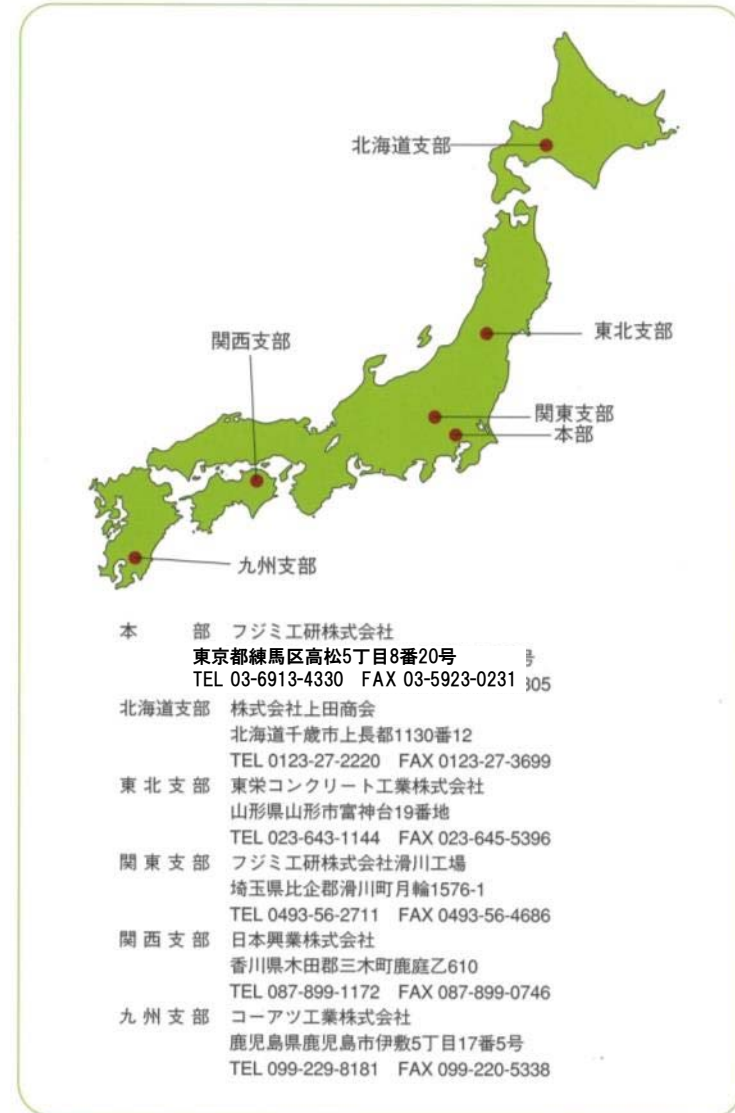 北海道支部
東北支部
関西支部
関東支部
本部
九州支部
本　部 フジミ工研株式会社
東京都練馬区高松5丁目8番20号
号
TEL 03-6913-4330 FAX 03-5923-0231
305
北海道支部 株式会社上田商会
北海道千歳市上長都1130番12
TEL 0123-27-2220 FAX 0123-27-3699
東北支部 東栄コンクリート工業株式会社
山形県山形市富神台19番地
TEL 023-643-1144 FAX 023-645-5396
関東支部 フジミ工研株式会社滑川工場
埼玉県比企郡滑川町月輪1576-1
TEL 0493-56-2711 FAX 0493-56-4686
関西支部 日本興業株式会社
香川県木田郡三木町鹿庭乙610
TEL 087-899-1172 FAX 087-899-0746
九州支部 コーアツ工業株式会社
鹿児島県鹿児島市伊敷5丁目17番5号
TEL 099-229-8181 FAX 099-220-5338